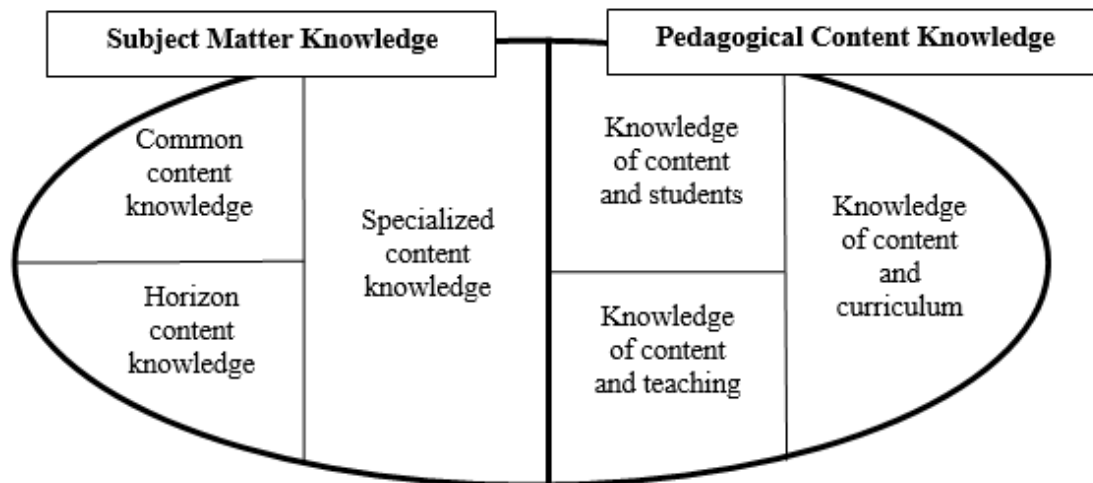 Subject Matter Knowledge
Pedagogical Content Knowledge
Common
content
knowledge
Horizon
content
knowledge
Specialized
content
knowledge
Knowledge
of content
and students
Knowledge
of content
and teaching
Knowledge
of content
and
curriculum